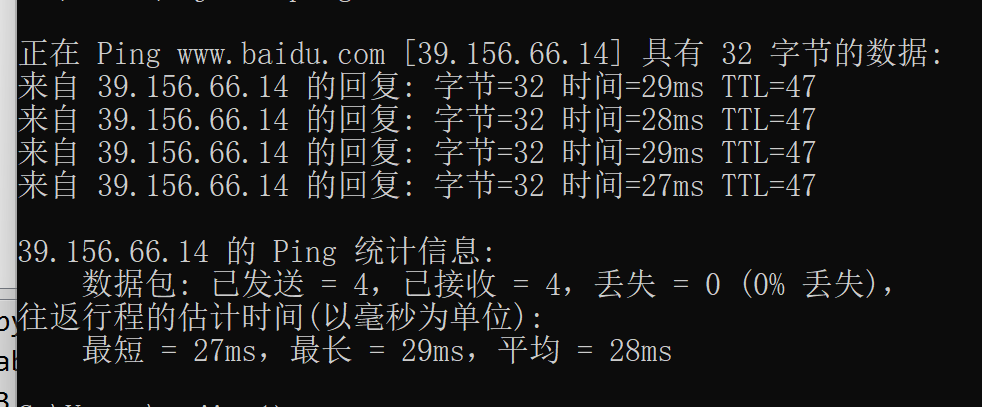 正在 Ping www.baidu.com [39.156.66.14] 具有 32 字节的数据:
来自 39.156.66.14 的回复: 字节=32 时间=29ms TTL=47
来自 39.156.66.14 的回复: 字节=32 时间=28ms TTL=47
来自 39.156.66.14 的回复: 字节=32 时间=29ms TTL=47
来自 39.156.66.14 的回复: 字节=32 时间=27ms TTL=47
39.156.66.14 的 Ping 统计信息:
数据包: 已发送 = 4，已接收 = 4，丢失 = 0 (0% 丢失)，
往返行程的估计时间(以毫秒为单位):
最短 = 27ms，最长 = 29ms，平均 = 28ms